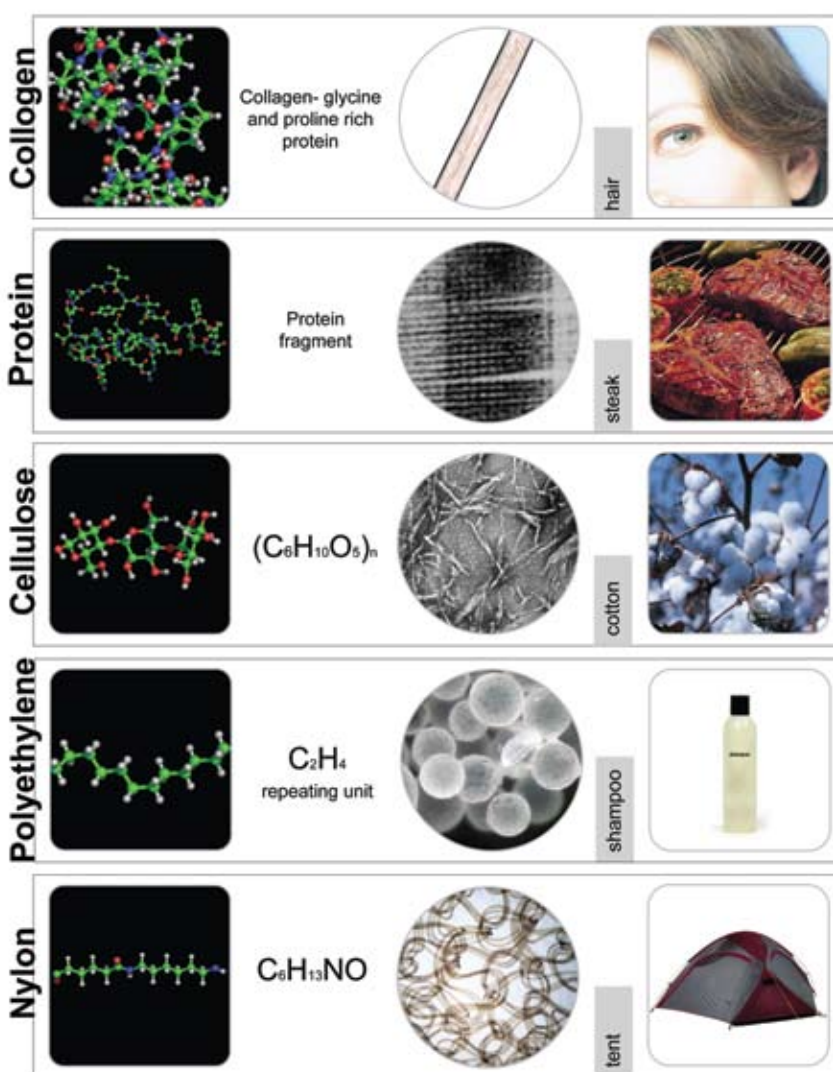 Collogen
Collagen- glycine
and proline rich
protein
hair
Protein
Protein
fragment
steak
Cellulose
(C₆H₁₀O₅)ₙ
cotton
Polyethylene
C₂H₄
repeating unit
shampoo
Nylon
C₆H₁₃NO
tent